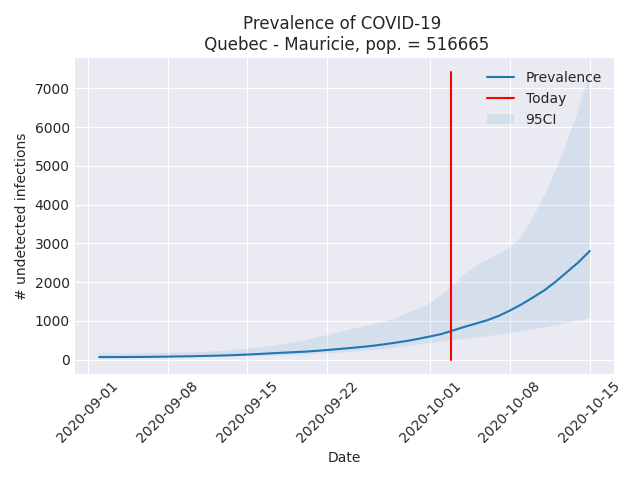 Prevalence of COVID-19
Quebec - Mauricie, pop. = 516665
Prevalence
Today
95CI
7000
6000
5000
4000
3000
2000
1000
0
# undetected infections
2020-09-01
2020-09-08
2020-09-15
2020-09-22
2020-10-01
2020-10-08
2020-10-15
Date